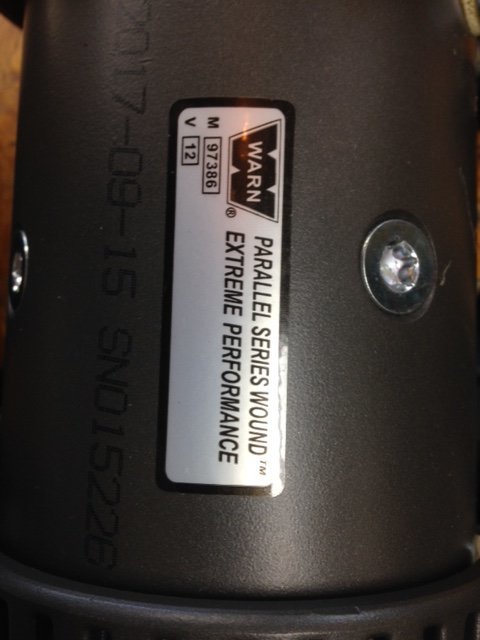 WARN®
PARALLEL SERIES WOUND™
EXTREME PERFORMANCE
M 97386
V 12
2017-09-15 SN015226